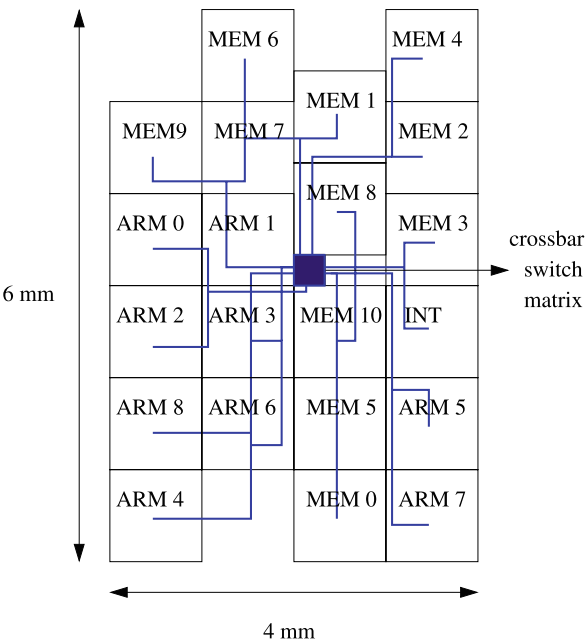 MEM 6
MEM 4
MEM 1
MEM9
MEM 7
MEM 2
MEM 8
ARM 0
ARM 1
MEM 3
crossbar
switch
matrix
6 mm
ARM 2
ARM 3
MEM 10
INT
ARM 8
ARM 6
MEM 5
ARM 5
ARM 4
MEM 0
ARM 7
4 mm